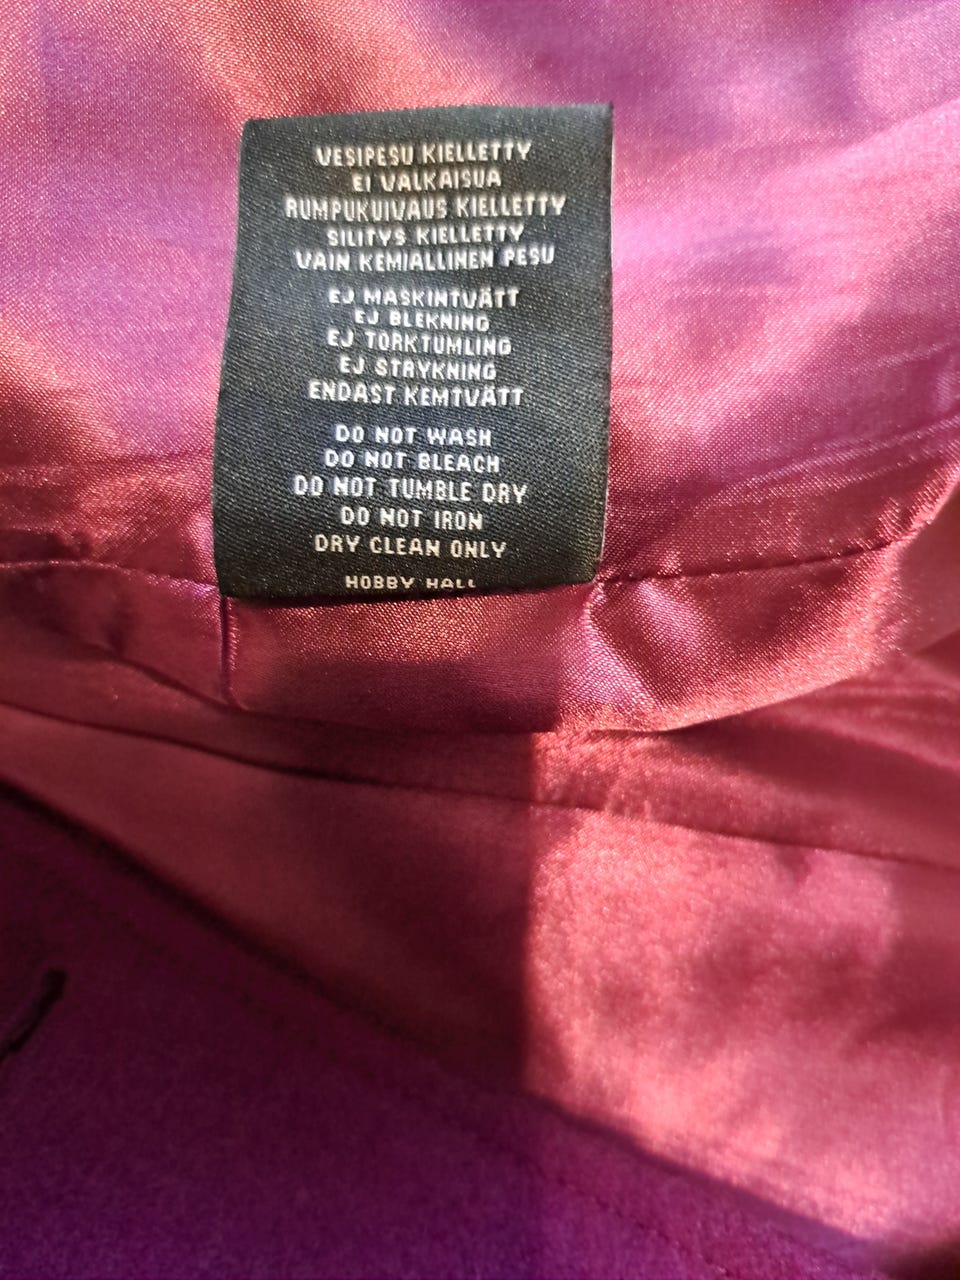 VESIPESU KIELLETTY
EI VALKAISUA
RUMPUKUIVAUS KIELLETTY
SILITYS KIELLETTY
VAIN KEMIALLINEN PESU
EJ MASKINTVÄTT
EJ BLEKNING
EJ TORKTUMLING
EJ STRYKNING
ENDAST KEMTVÄTT
DO NOT WASH
DO NOT BLEACH
DO NOT TUMBLE DRY
DO NOT IRON
DRY CLEAN ONLY
HOBBY HALL